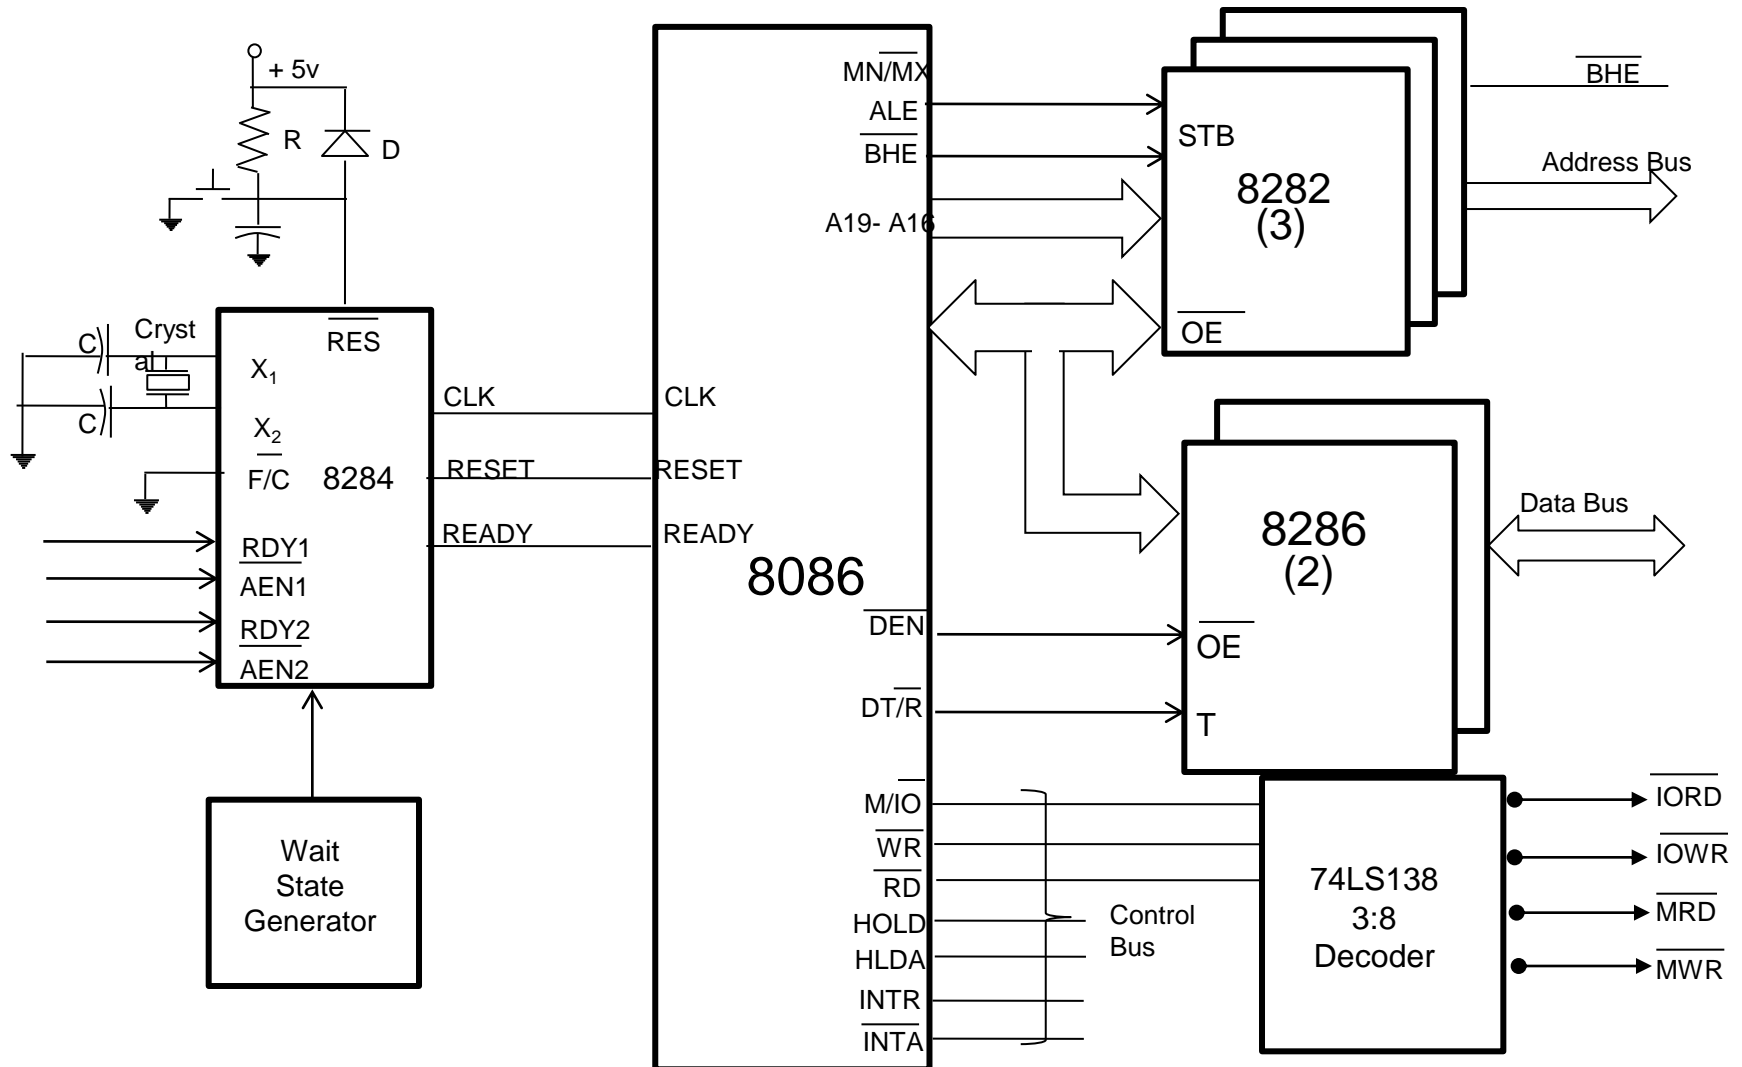 + 5v
R
D
C
Cryst
al
C
RES
X1
X2
F/C
8284
RDY1
AEN1
RDY2
AEN2
CLK
RESET
READY
Wait
State
Generator
CLK
RESET
READY
8086
MN/MX
ALE
BHE
A19- A16
DEN
DT/R
M/IO
WR
RD
HOLD
HLDA
INTR
INTA
Control
Bus
STB
8282
(3)
OE
BHE
Address Bus
8286
(2)
OE
T
Data Bus
74LS138
3:8
Decoder
IORD
IOWR
MRD
MWR